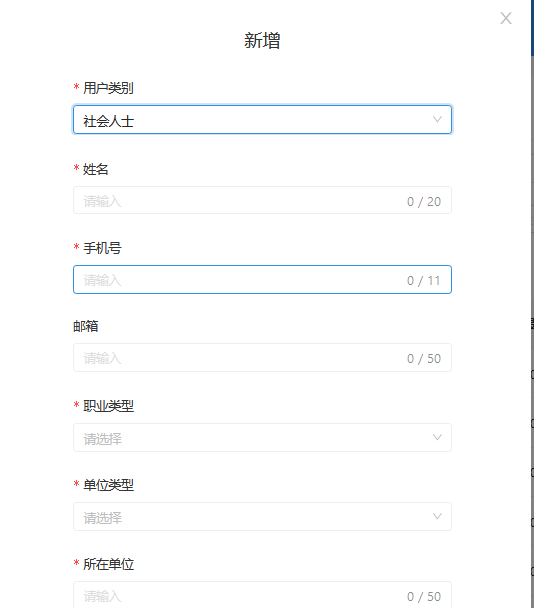 新增
* 用户类别
社会人士
* 姓名
请输入 0 / 20
* 手机号
请输入 0 / 11
邮箱
请输入 0 / 50
* 职业类型
请选择
* 单位类型
请选择
* 所在单位
请输入 0 / 50